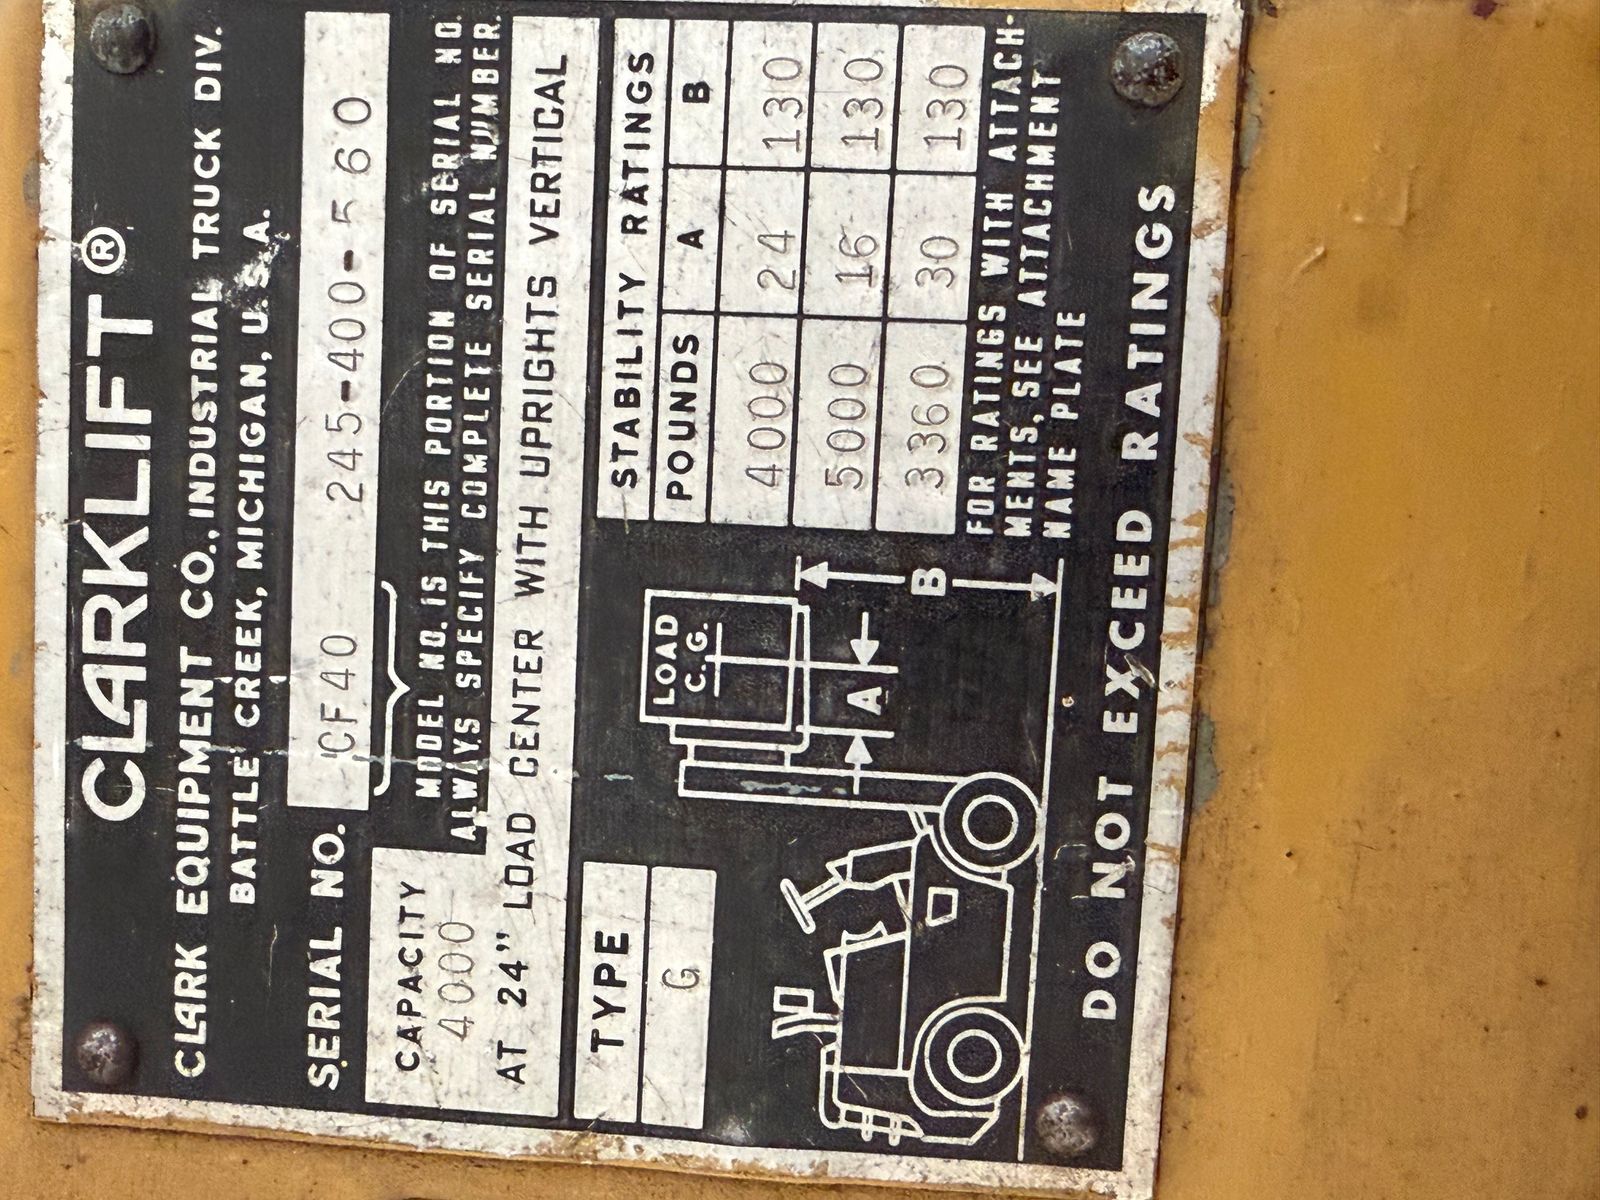 CLARKLIFT®
CLARK EQUIPMENT CO., INDUSTRIAL TRUCK DIV.
BATTLE CREEK, MICHIGAN, U.S.A.
SERIAL NO. CF40 245-400-5560
MODEL NO. IS THIS PORTION OF SERIAL NO.
ALWAYS SPECIFY COMPLETE SERIAL NUMBER.
CAPACITY
4000
AT 24" LOAD CENTER WITH UPRIGHTS VERTICAL
TYPE
G
LOAD
C.G.
A
B
STABILITY RATINGS
POUNDS A B
4000 24 130
5000 16 130
3360 30 130
FOR RATINGS WITH ATTACH-
MENTS, SEE ATTACHMENT
NAME PLATE
DO NOT EXCEED RATINGS